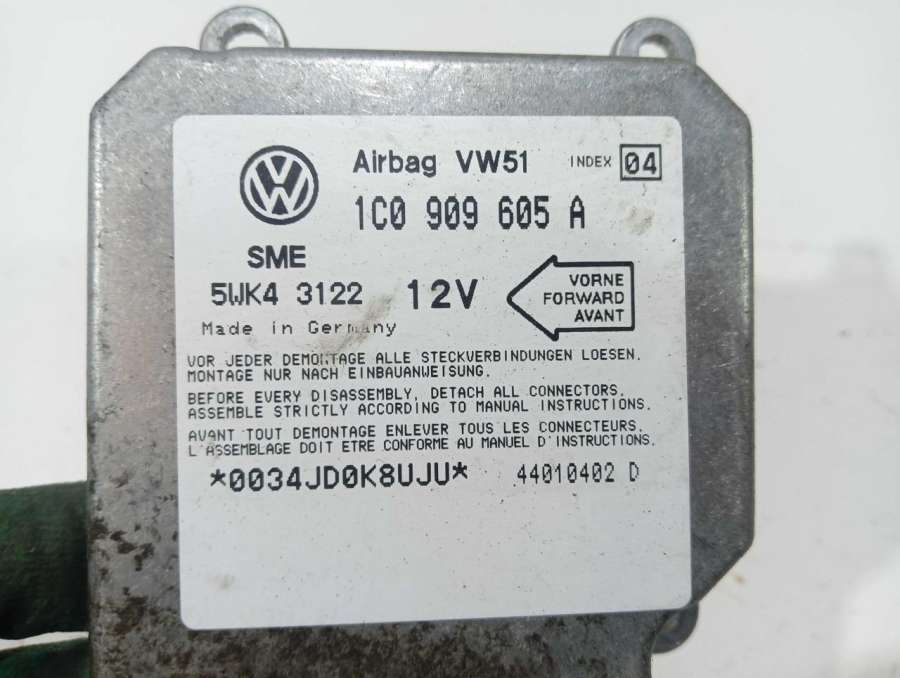 Airbag VW51 INDEX 04
1C0 909 605 A
SME
5WK4 3122 12V
VORNE
FORWARD
AVANT
Made in Germany
VOR JEDER DEMONTAGE ALLE STECKVERBINDUNGEN LOESEN.
MONTAGE NUR NACH EINBAUANWEISUNG.
BEFORE EVERY DISASSEMBLY, DETACH ALL CONNECTORS.
ASSEMBLE STRICTLY ACCORDING TO MANUAL INSTRUCTIONS.
AVANT TOUT DEMONTAGE ENLEVER TOUS LES CONNECTEURS.
L'ASSEMBLAGE DOIT ETRE CONFORME AU MANUEL D'INSTRUCTIONS.
*0034JD0K8UJU* 44010402 D